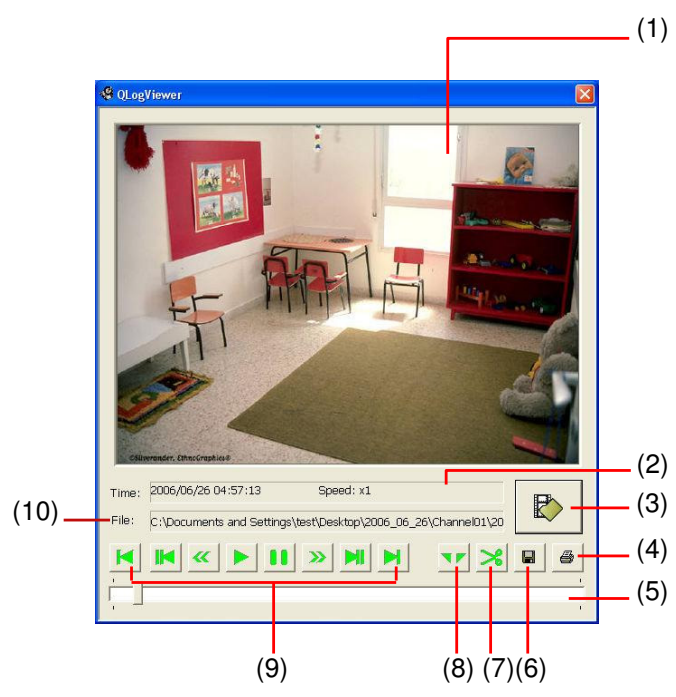 (1)
QLogViewer
©Silverander, EthnoGraphies®
Time: 2006/06/26 04:57:13 Speed: x1
(2)
(3)
(10)
File: C:\Documents and Settings\test\Desktop\2006_06_26\Channel01\20
(4)
(5)
(9)
(8) (7)(6)